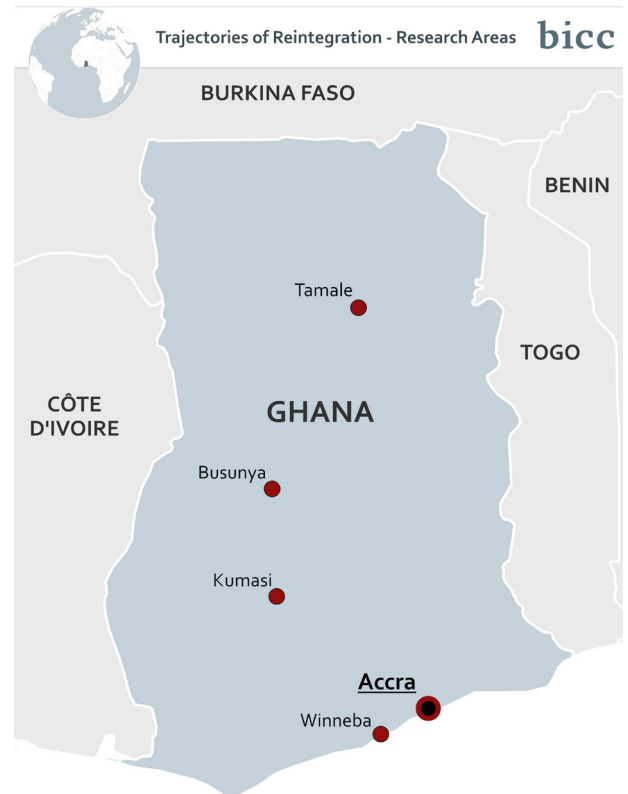 Trajectories of Reintegration - Research Areas
bicc
BURKINA FASO
BENIN
Tamale
TOGO
GHANA
CÔTE
D'IVOIRE
Busunya
Kumasi
Accra
Winneba